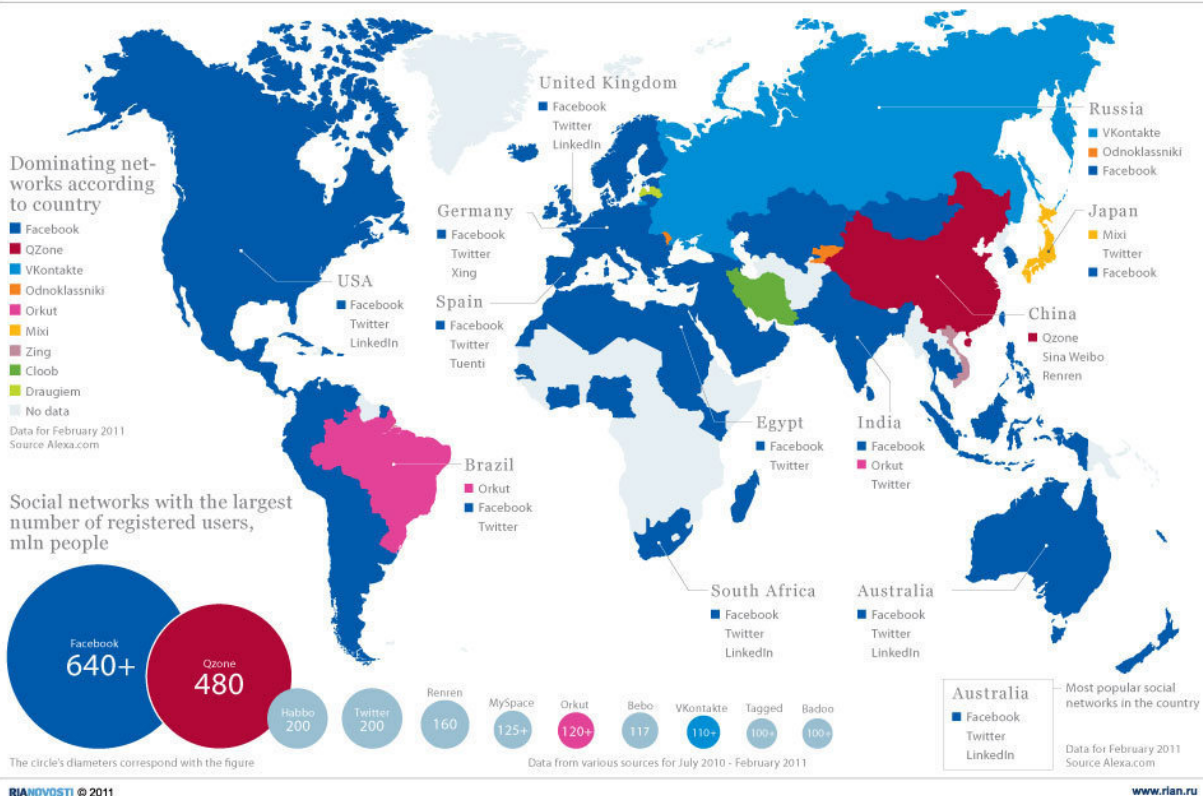 Dominating net-
works according
to country
Facebook
QZone
VKontakte
Odnoklassniki
Orkut
Mixi
Zing
Cloob
Draugiem
No data
Data for February 2011
Source Alexa.com
United Kingdom
Facebook
Twitter
LinkedIn
Germany
Facebook
Twitter
Xing
USA
Facebook
Twitter
LinkedIn
Spain
Facebook
Twitter
Tuenti
Russia
VKontakte
Odnoklassniki
Facebook
Japan
Mixi
Twitter
Facebook
China
Qzone
Sina Weibo
Renren
Egypt
Facebook
Twitter
India
Facebook
Orkut
Twitter
Brazil
Orkut
Facebook
Twitter
South Africa
Facebook
Twitter
LinkedIn
Australia
Facebook
Twitter
LinkedIn
Social networks with the largest
number of registered users,
mln people
Facebook
640+
Qzone
480
Habbo
200
Twitter
200
Renren
160
MySpace
125+
Orkut
120+
Bebo
117
VKontakte
110+
Tagged
100+
Badoo
100+
Australia
Facebook
Twitter
LinkedIn
Most popular social
networks in the country
Data for February 2011
Source Alexa.com
The circle's diameters correspond with the figure
Data from various sources for July 2010 - February 2011
RIANOVOSTI © 2011
www.rian.ru